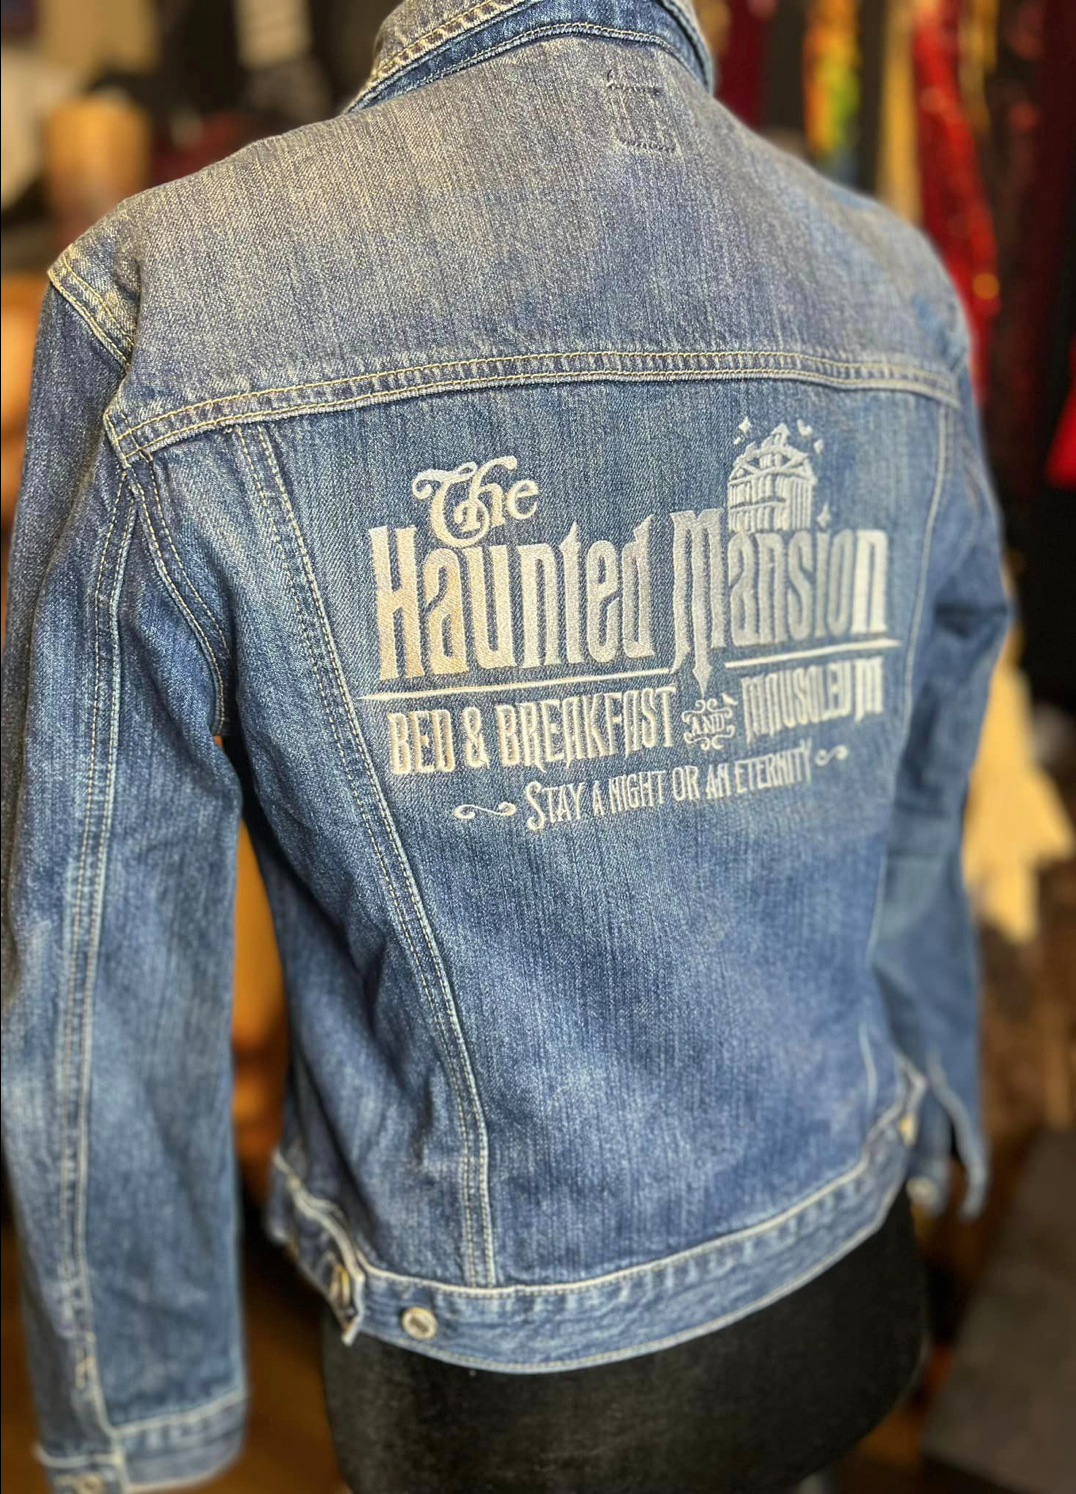 The
Haunted Mansion
BED & BREAKFAST AND MAUSOLEUM
STAY A NIGHT OR AN ETERNITY